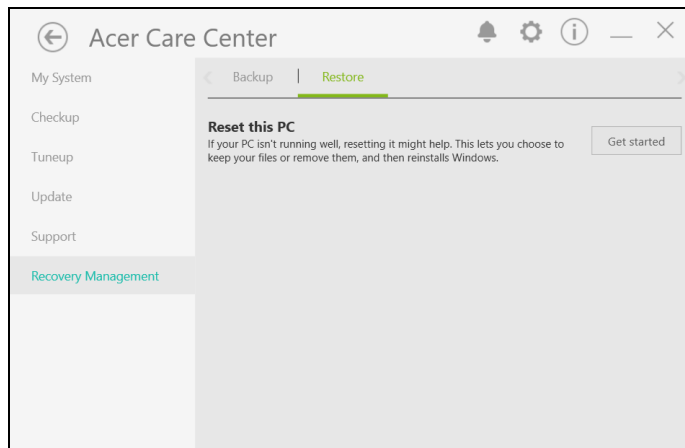 Acer Care Center
My System
Backup | Restore
Checkup
Reset this PC
If your PC isn't running well, resetting it might help. This lets you choose to
keep your files or remove them, and then reinstalls Windows.
Get started
Tuneup
Update
Support
Recovery Management